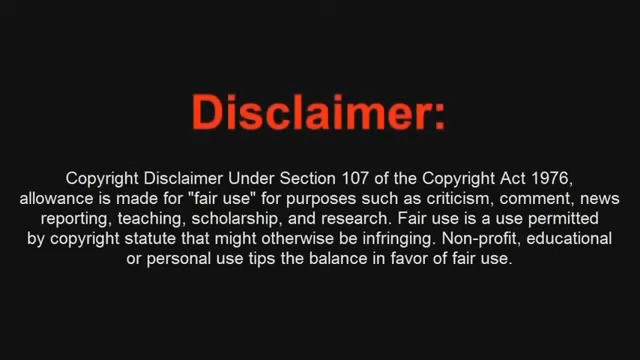 Disclaimer:
Copyright Disclaimer Under Section 107 of the Copyright Act 1976,
allowance is made for "fair use" for purposes such as criticism, comment, news
reporting, teaching, scholarship, and research. Fair use is a use permitted
by copyright statute that might otherwise be infringing. Non-profit, educational
or personal use tips the balance in favor of fair use.